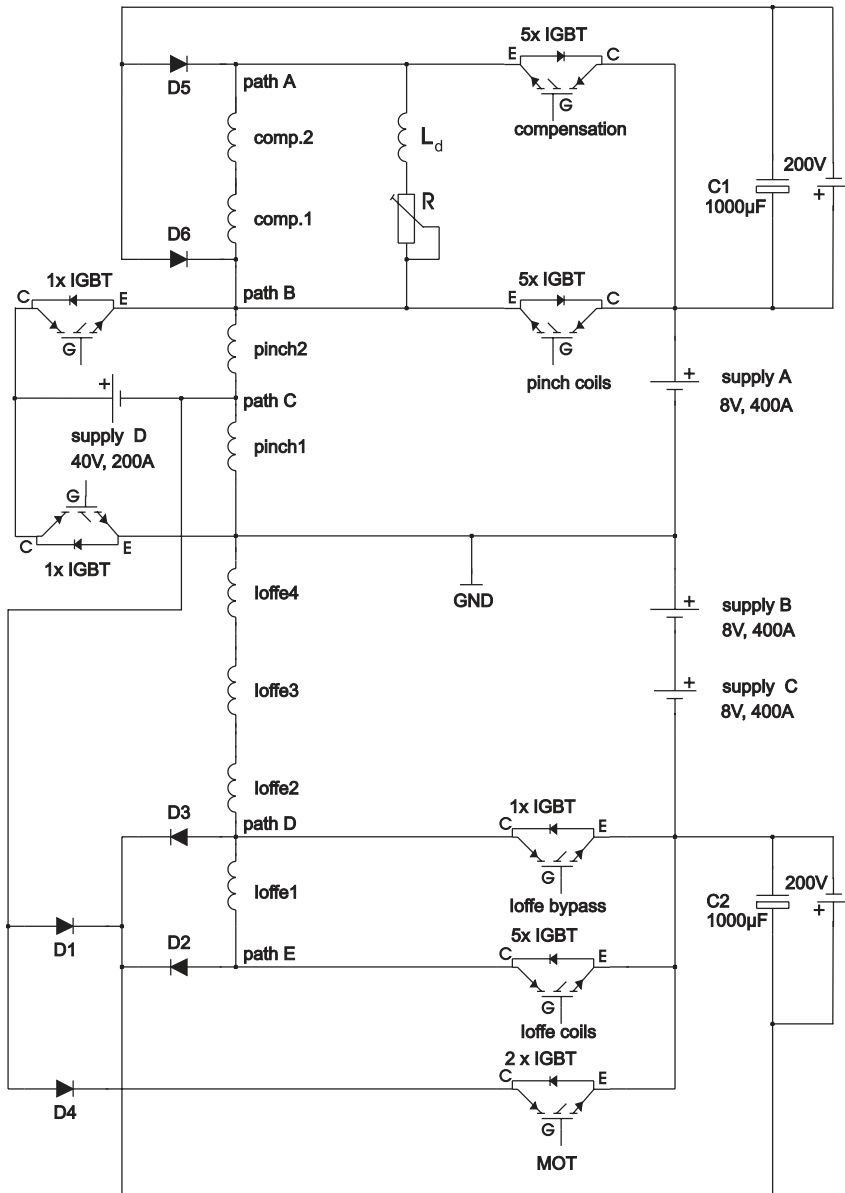 5x IGBT
E
C
G
compensation
D5
path A
comp.2
L_d
200V
C1
1000µF
+
R
comp.1
D6
1x IGBT
C
E
G
path B
5x IGBT
E
C
G
pinch coils
pinch2
+
supply A
8V, 400A
+
path C
supply D
40V, 200A
pinch1
G
C
E
1x IGBT
GND
Ioffe4
+
supply B
8V, 400A
Ioffe3
+
supply C
8V, 400A
Ioffe2
D3
path D
1x IGBT
C
E
G
Ioffe bypass
Ioffe1
200V
C2
1000µF
+
D1
D2
path E
5x IGBT
C
E
G
Ioffe coils
2 x IGBT
C
E
G
MOT
D4